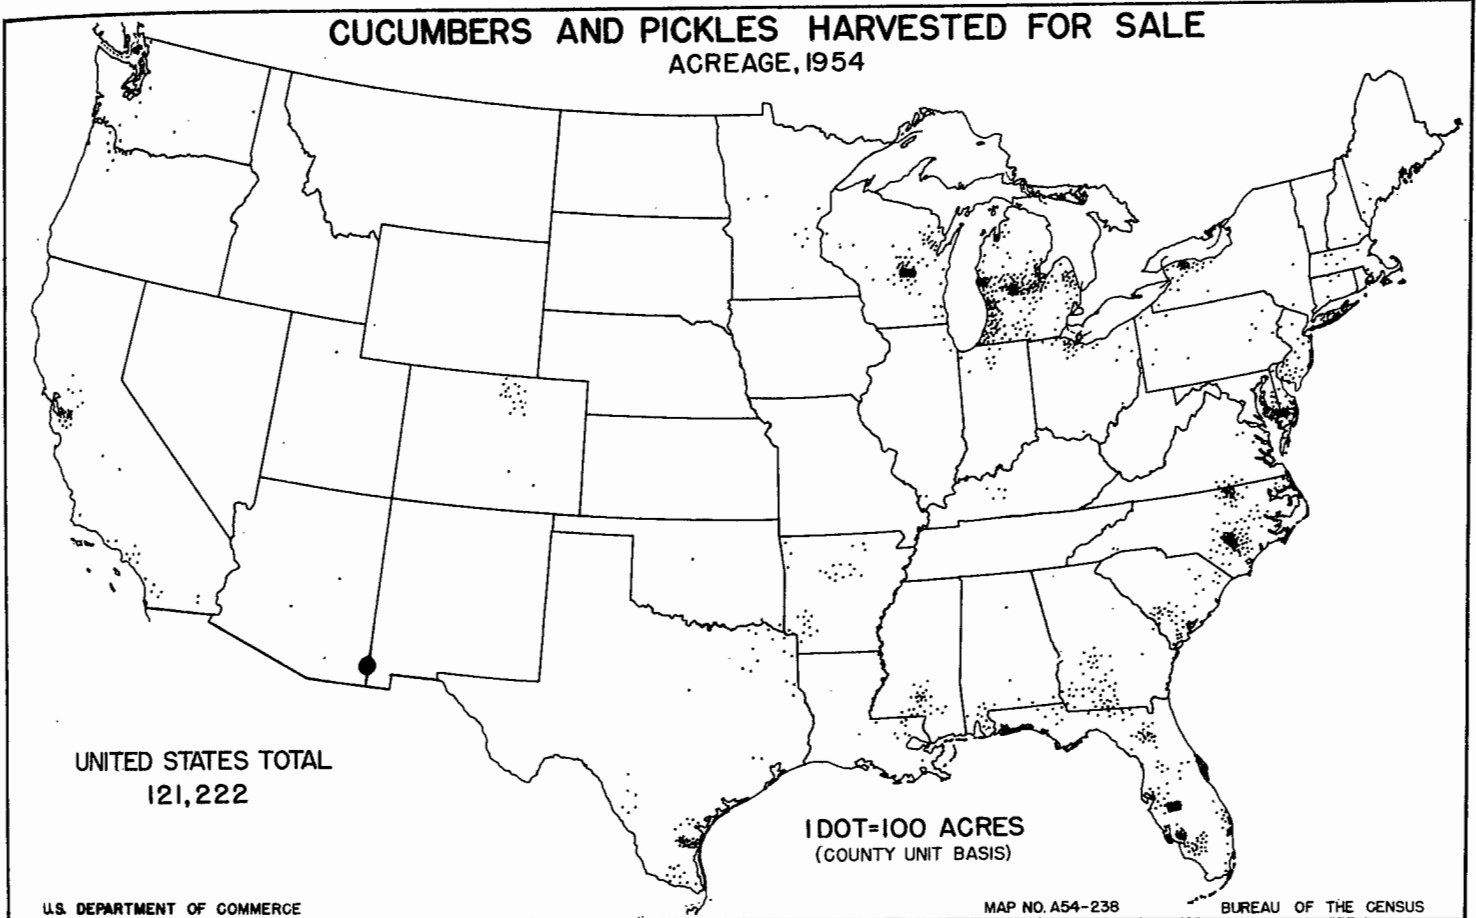 CUCUMBERS AND PICKLES HARVESTED FOR SALE
ACREAGE, 1954
UNITED STATES TOTAL
121,222
1 DOT=100 ACRES
(COUNTY UNIT BASIS)
U.S. DEPARTMENT OF COMMERCE
MAP NO. A54-238
BUREAU OF THE CENSUS